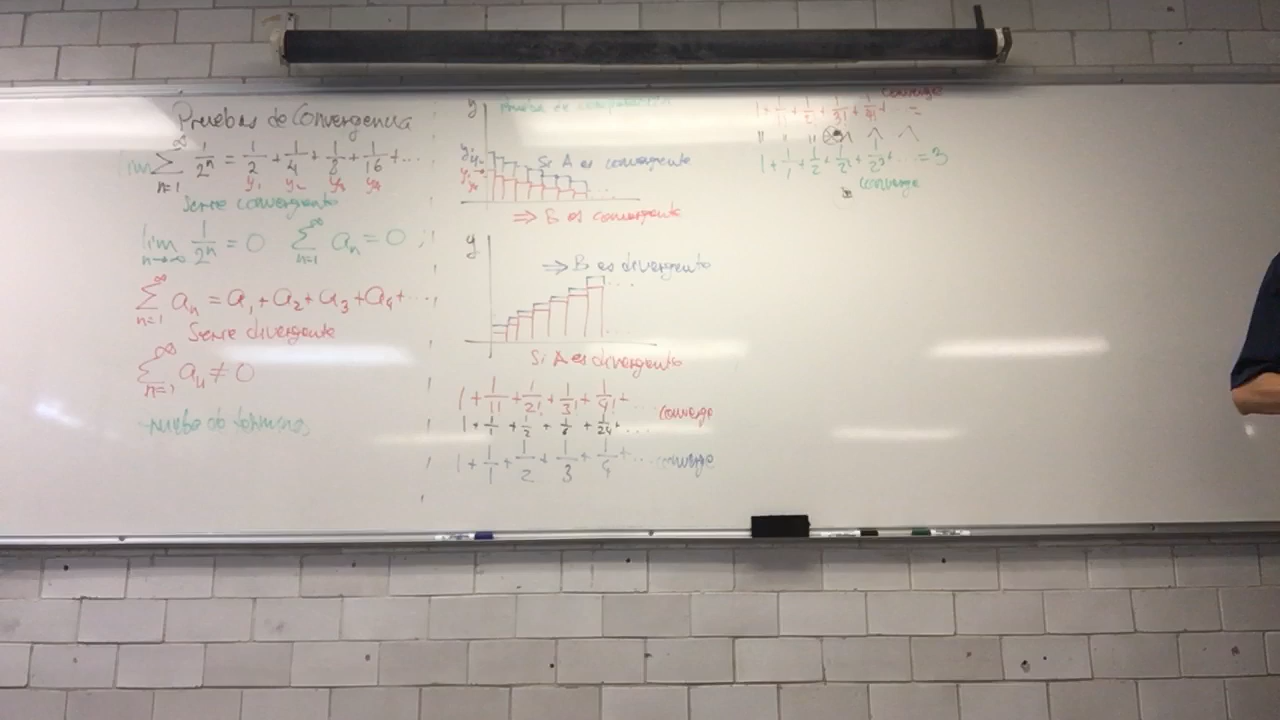 Pruebas de Convergencia
lim ∑ n=1 ∞ 1/2ⁿ = 1/2 + 1/4 + 1/8 + 1/16 + ...
y₁ y₂ y₃ y₄
Serie convergente
lim n→∞ 1/2ⁿ = 0 ∑ n=1 ∞ aₙ = 0
∑ n=1 ∞ aₙ = a₁ + a₂ + a₃ + a₄ + ...
Serie divergente
∑ n=1 ∞ aₙ ≠ 0
y
Prueba de comparación
Si A es convergente
⇒ B es convergente
y
⇒ B es divergente
Si A es divergente
1 + 1/1! + 1/2! + 1/3! + 1/4! + ... converge
1 + 1/1 + 1/2 + 1/6 + 1/24 + ...
1 + 1/1 + 1/2 + 1/3 + 1/4 + ... converge
converge
1 + 1/1! + 1/2! + 1/3! + 1/4! ... =
1 + 1/1 + 1/2 + 1/2² + 1/2³ + ... = 3
converge